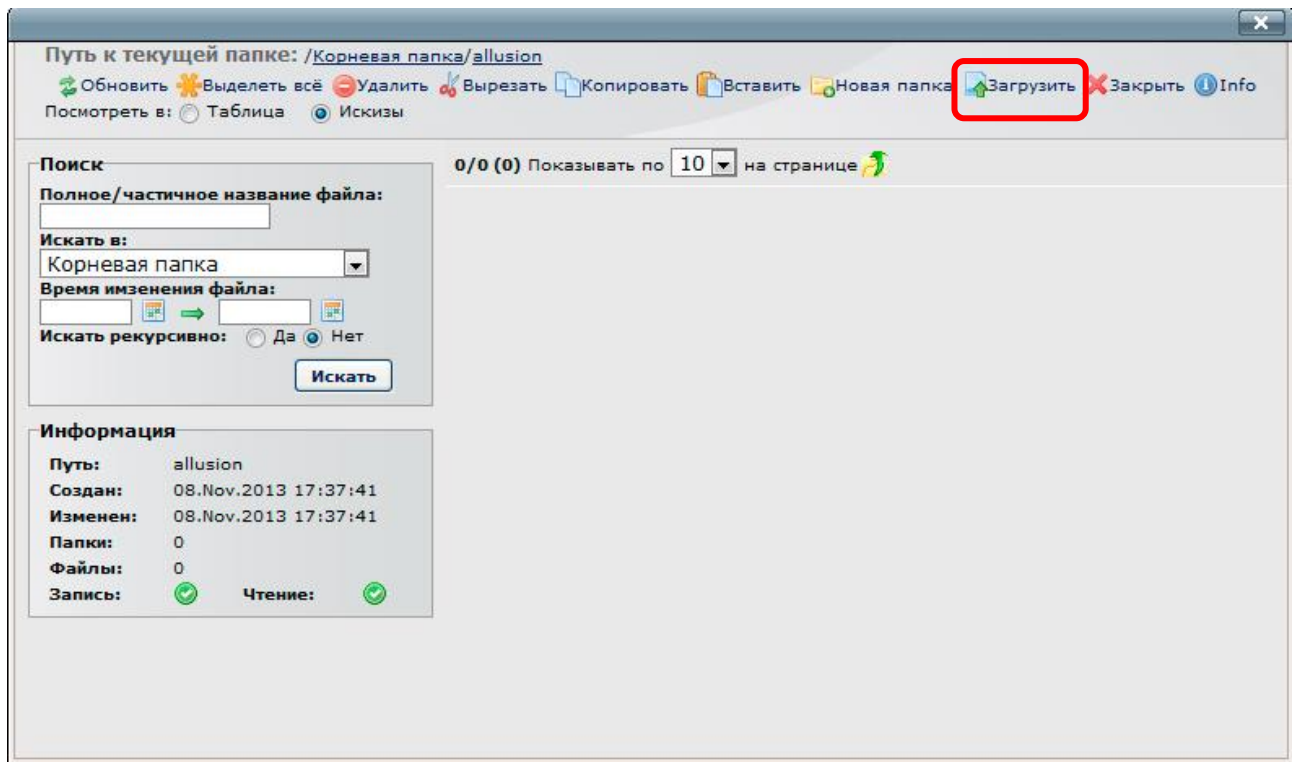 Путь к текущей папке: /Корневая папка/allusion
Обновить Выделеть всё Удалить Вырезать Копировать Вставить Новая папка Загрузить Закрыть Info
Посмотреть в: Таблица Искизы
Поиск
Полное/частичное название файла:
Искать в:
Корневая папка
Время имзенения файла:
Искать рекурсивно: Да Нет
Искать
Информация
Путь: allusion
Создан: 08.Nov.2013 17:37:41
Изменен: 08.Nov.2013 17:37:41
Папки: 0
Файлы: 0
Запись: Чтение:
0/0 (0) Показывать по 10 на странице